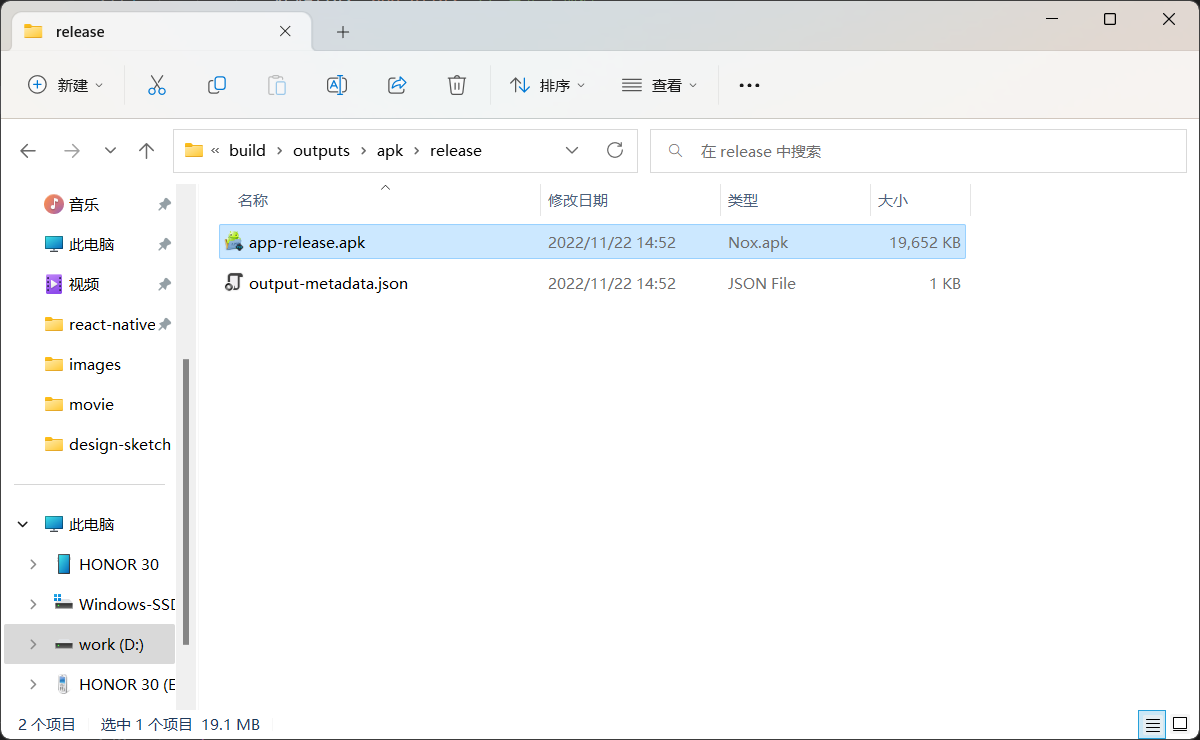 release
新建
排序
查看
« build › outputs › apk › release
在 release 中搜索
名称 修改日期 类型 大小
app-release.apk 2022/11/22 14:52 Nox.apk 19,652 KB
output-metadata.json 2022/11/22 14:52 JSON File 1 KB
音乐
此电脑
视频
react-native
images
movie
design-sketch
此电脑
HONOR 30
Windows-SSD
work (D:)
HONOR 30 (E
2 个项目 选中 1 个项目 19.1 MB